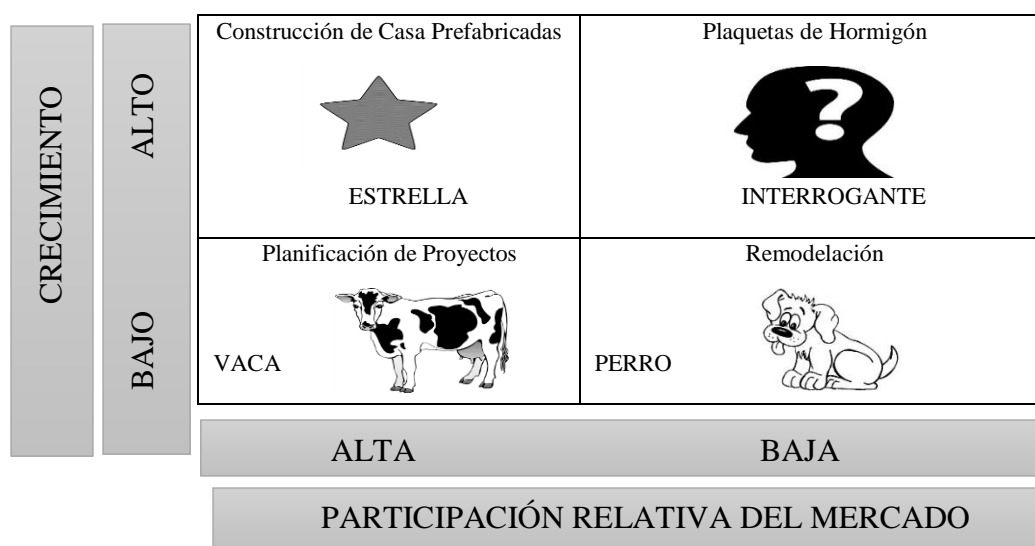 Construcción de Casa Prefabricadas
Plaquetas de Hormigón
ESTRELLA
INTERROGANTE
Planificación de Proyectos
Remodelación
VACA
PERRO
CRECIMIENTO
ALTO
BAJO
ALTA
BAJA
PARTICIPACIÓN RELATIVA DEL MERCADO